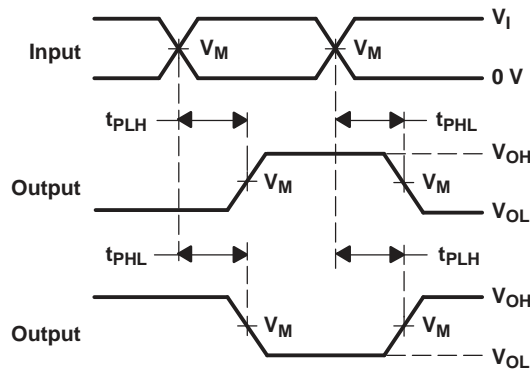 V_I
Input V_M V_M
0 V
t_PLH t_PHL
V_OH
Output V_M V_M
V_OL
t_PHL t_PLH
V_OH
Output V_M V_M
V_OL